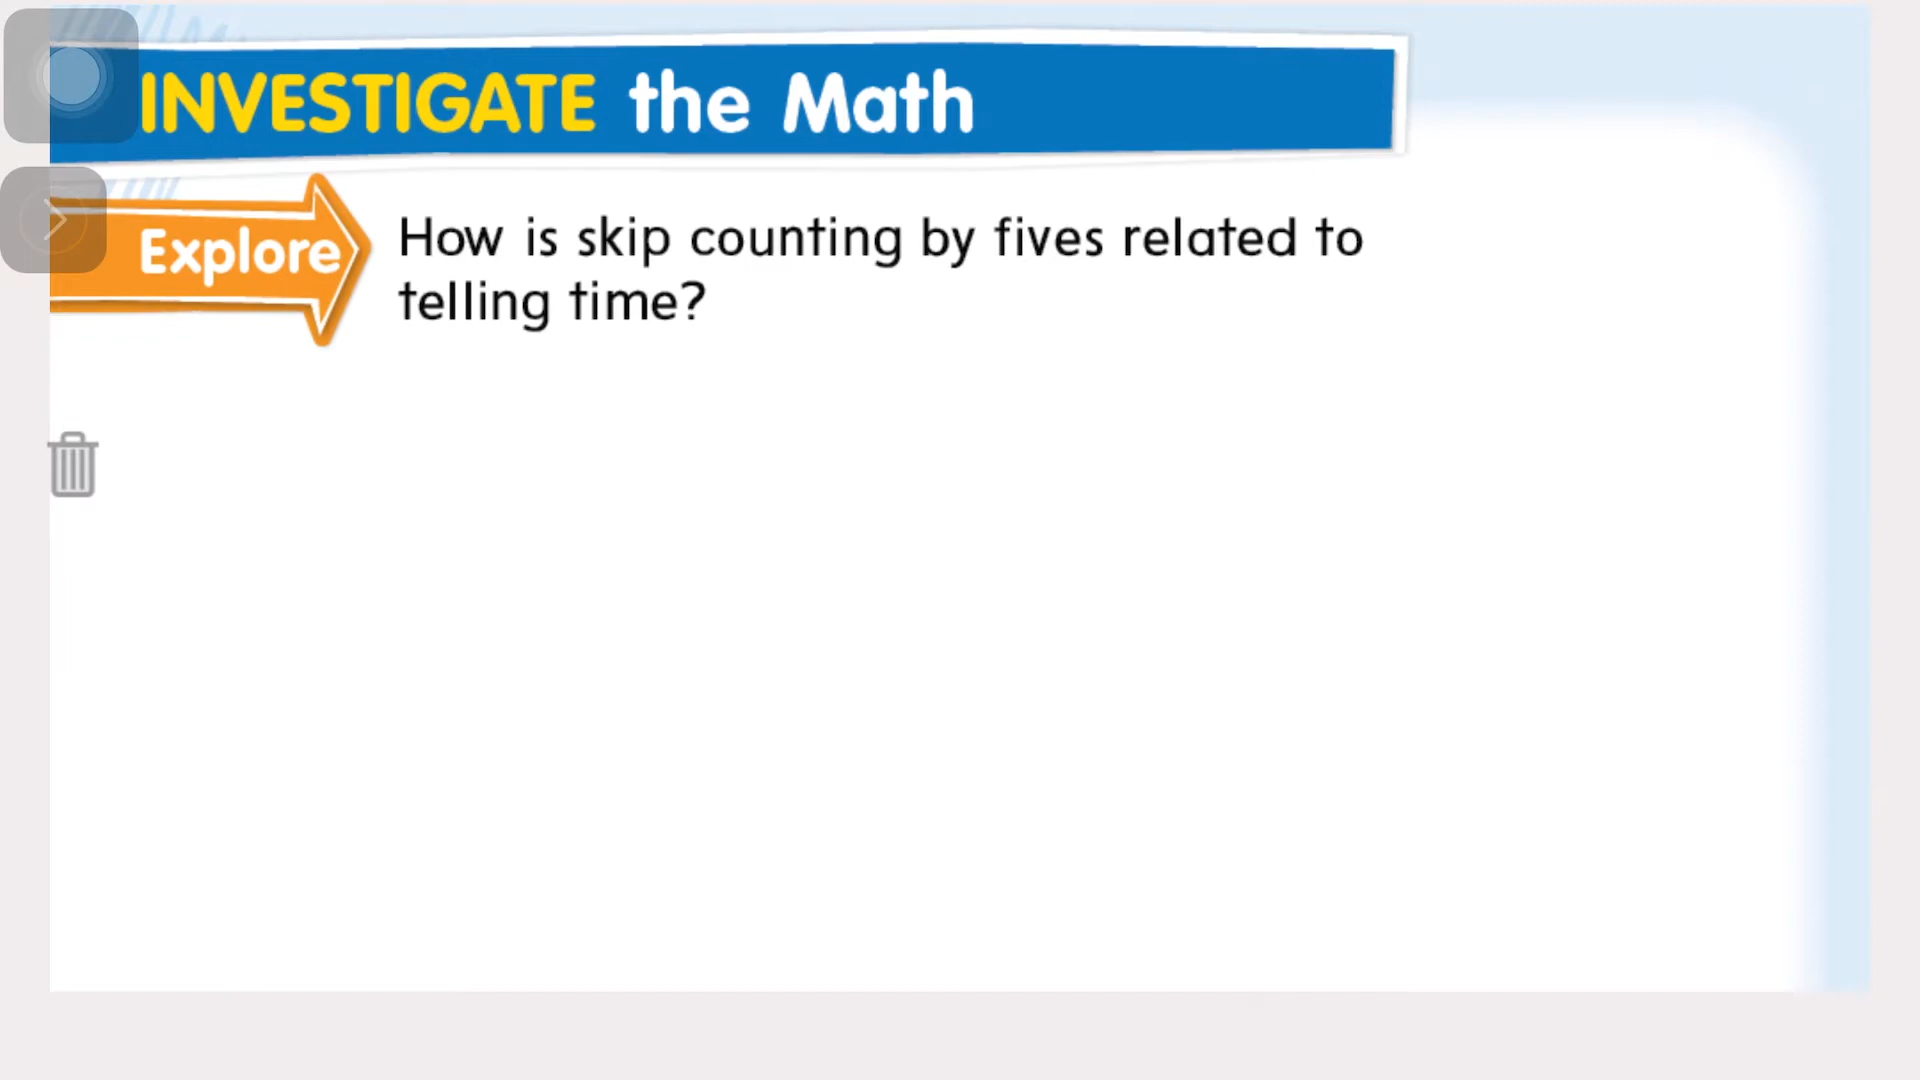 INVESTIGATE the Math
Explore
How is skip counting by fives related to
telling time?